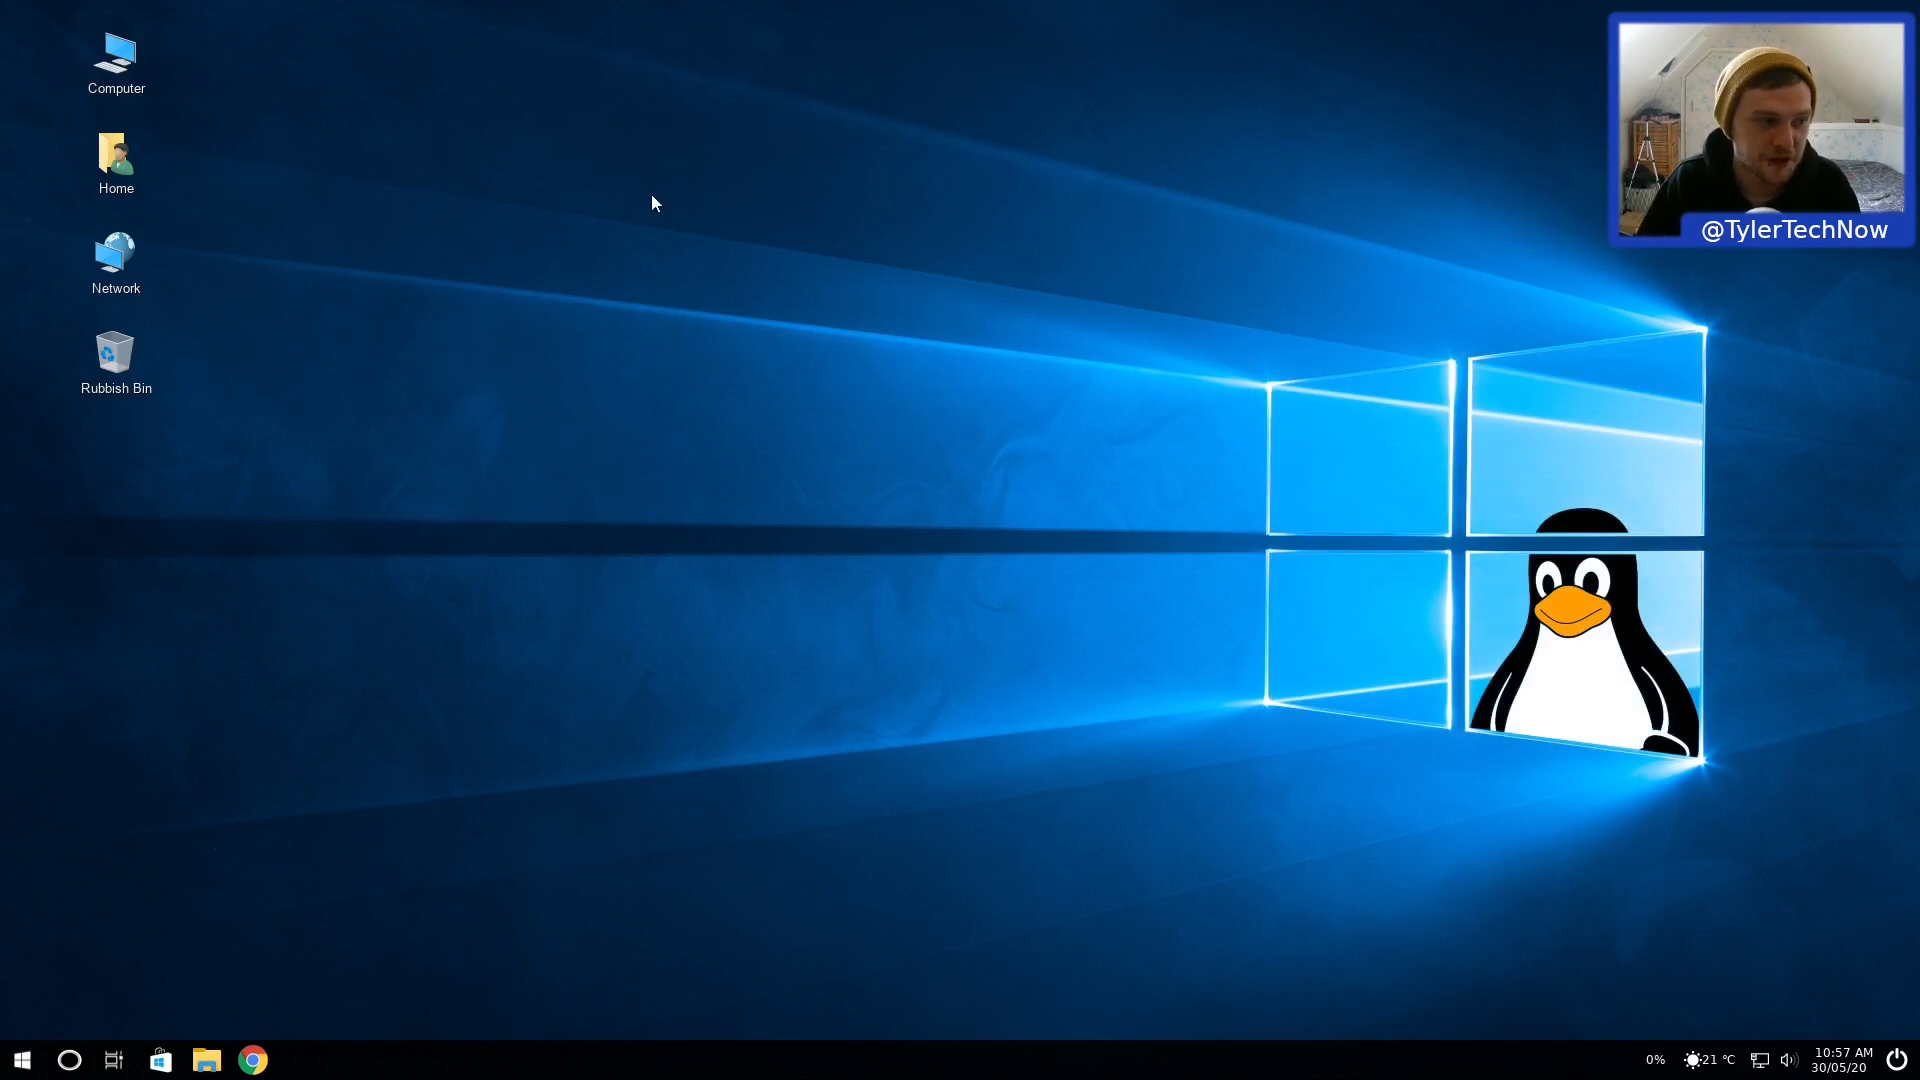 Computer
Home
Network
Rubbish Bin
@TylerTechNow
0%
21 °C
10:57 AM
30/05/20